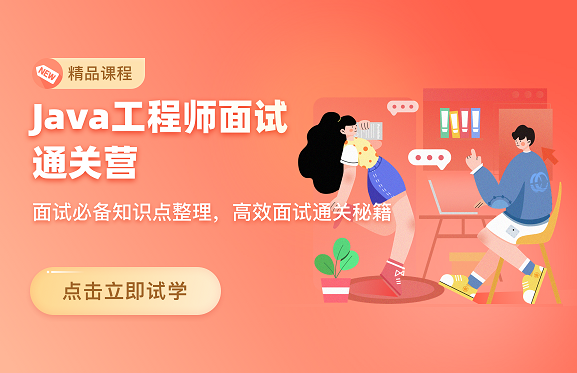 NEW
精品课程
Java工程师面试
通关营
面试必备知识点整理，高效面试通关秘籍
点击立即试学